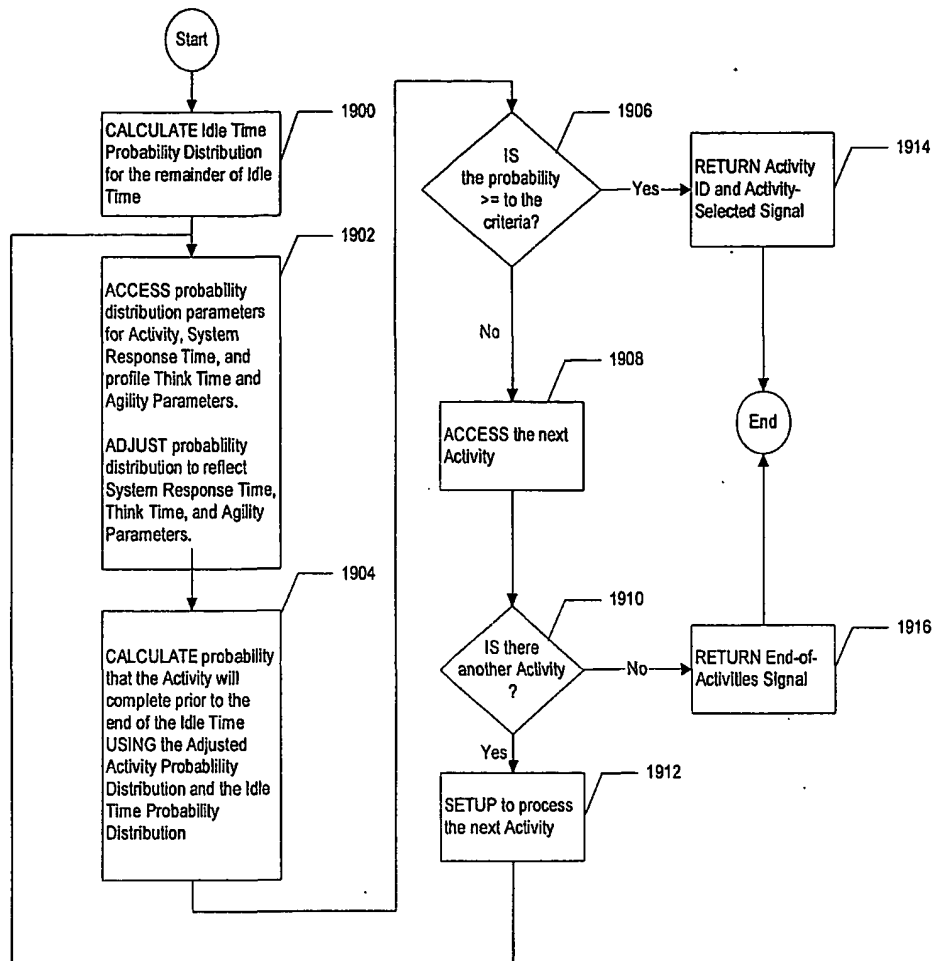 Start
1900
CALCULATE Idle Time
Probability Distribution
for the remainder of Idle
Time
1902
ACCESS probability
distribution parameters
for Activity, System
Response Time, and
profile Think Time and
Agility Parameters.
ADJUST probablility
distribution to reflect
System Response Time,
Think Time, and Agility
Parameters.
1904
CALCULATE probability
that the Activity will
complete prior to the
end of the Idle Time
USING the Adjusted
Activity Probablility
Distribution and the Idle
Time Probability
Distribution
1906
IS
the probability
>= to the
criteria?
Yes
No
1914
RETURN Activity
ID and Activity-
Selected Signal
1908
ACCESS the next
Activity
End
1910
IS there
another Activity
?
No
Yes
1916
RETURN End-of-
Activities Signal
1912
SETUP to process
the next Activity